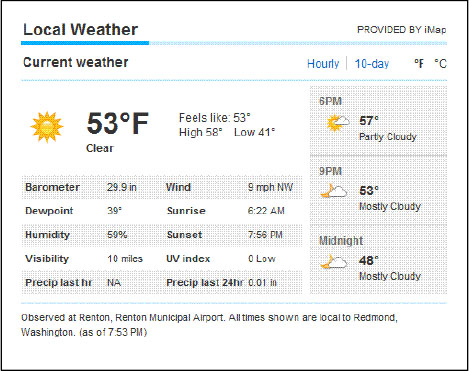 Local Weather
PROVIDED BY iMap
Current weather
Hourly | 10-day °F °C
53°F
Clear
Feels like: 53°
High 58° Low 41°
Barometer 29.9 in Wind 9 mph NW
Dewpoint 39° Sunrise 6:22 AM
Humidity 59% Sunset 7:56 PM
Visibility 10 miles UV index 0 Low
Precip last hr NA Precip last 24hr 0.01 in
6PM
57°
Partly Cloudy
9PM
53°
Mostly Cloudy
Midnight
48°
Mostly Cloudy
Observed at Renton, Renton Municipal Airport. All times shown are local to Redmond,
Washington. (as of 7:53 PM)